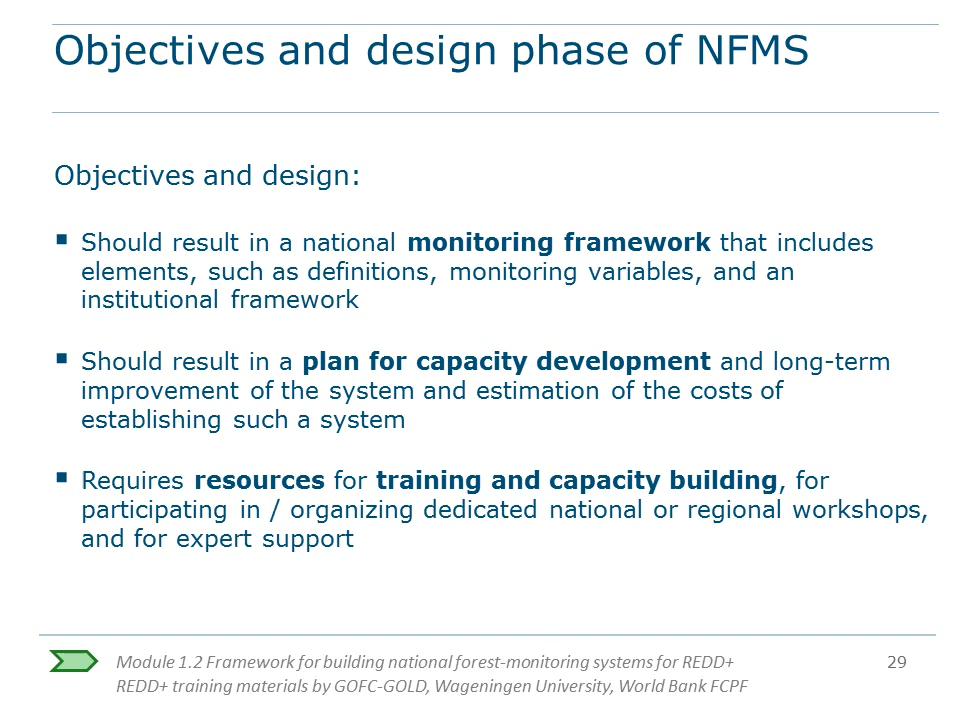 Objectives and design phase of NFMS
Objectives and design:
▪ Should result in a national monitoring framework that includes
elements, such as definitions, monitoring variables, and an
institutional framework
▪ Should result in a plan for capacity development and long-term
improvement of the system and estimation of the costs of
establishing such a system
▪ Requires resources for training and capacity building, for
participating in / organizing dedicated national or regional workshops,
and for expert support
Module 1.2 Framework for building national forest-monitoring systems for REDD+
REDD+ training materials by GOFC-GOLD, Wageningen University, World Bank FCPF
29